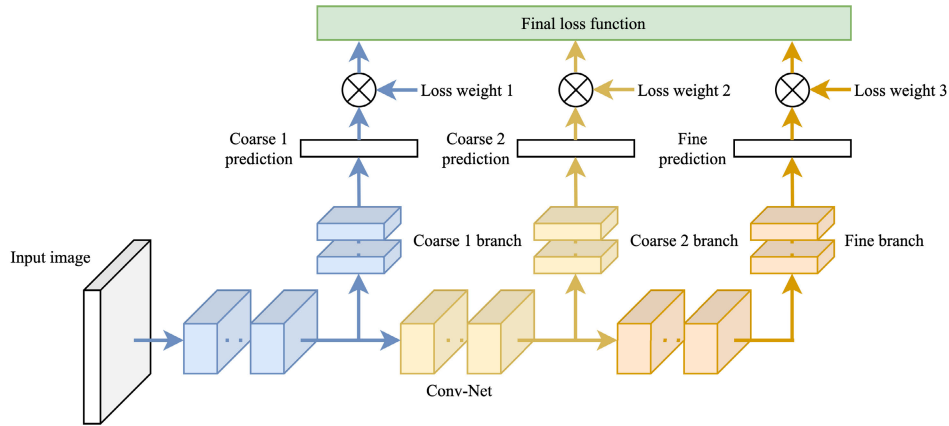 Final loss function
Loss weight 1
Loss weight 2
Loss weight 3
Coarse 1
prediction
Coarse 2
prediction
Fine
prediction
Coarse 1 branch
Coarse 2 branch
Fine branch
Input image
Conv-Net